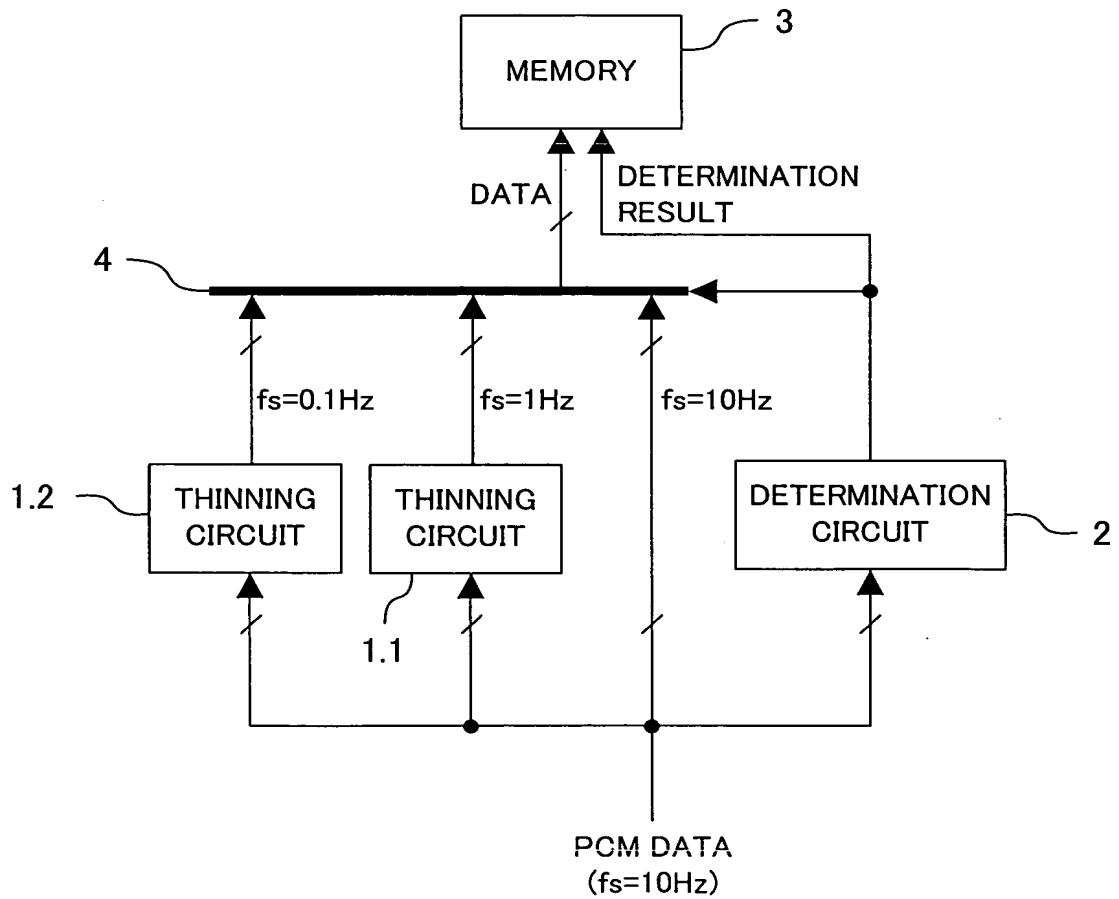 3
MEMORY
DATA
DETERMINATION
RESULT
4
fs=0.1Hz
fs=1Hz
fs=10Hz
1.2
THINNING
CIRCUIT
THINNING
CIRCUIT
DETERMINATION
CIRCUIT
2
1.1
PCM DATA
(fs=10Hz)